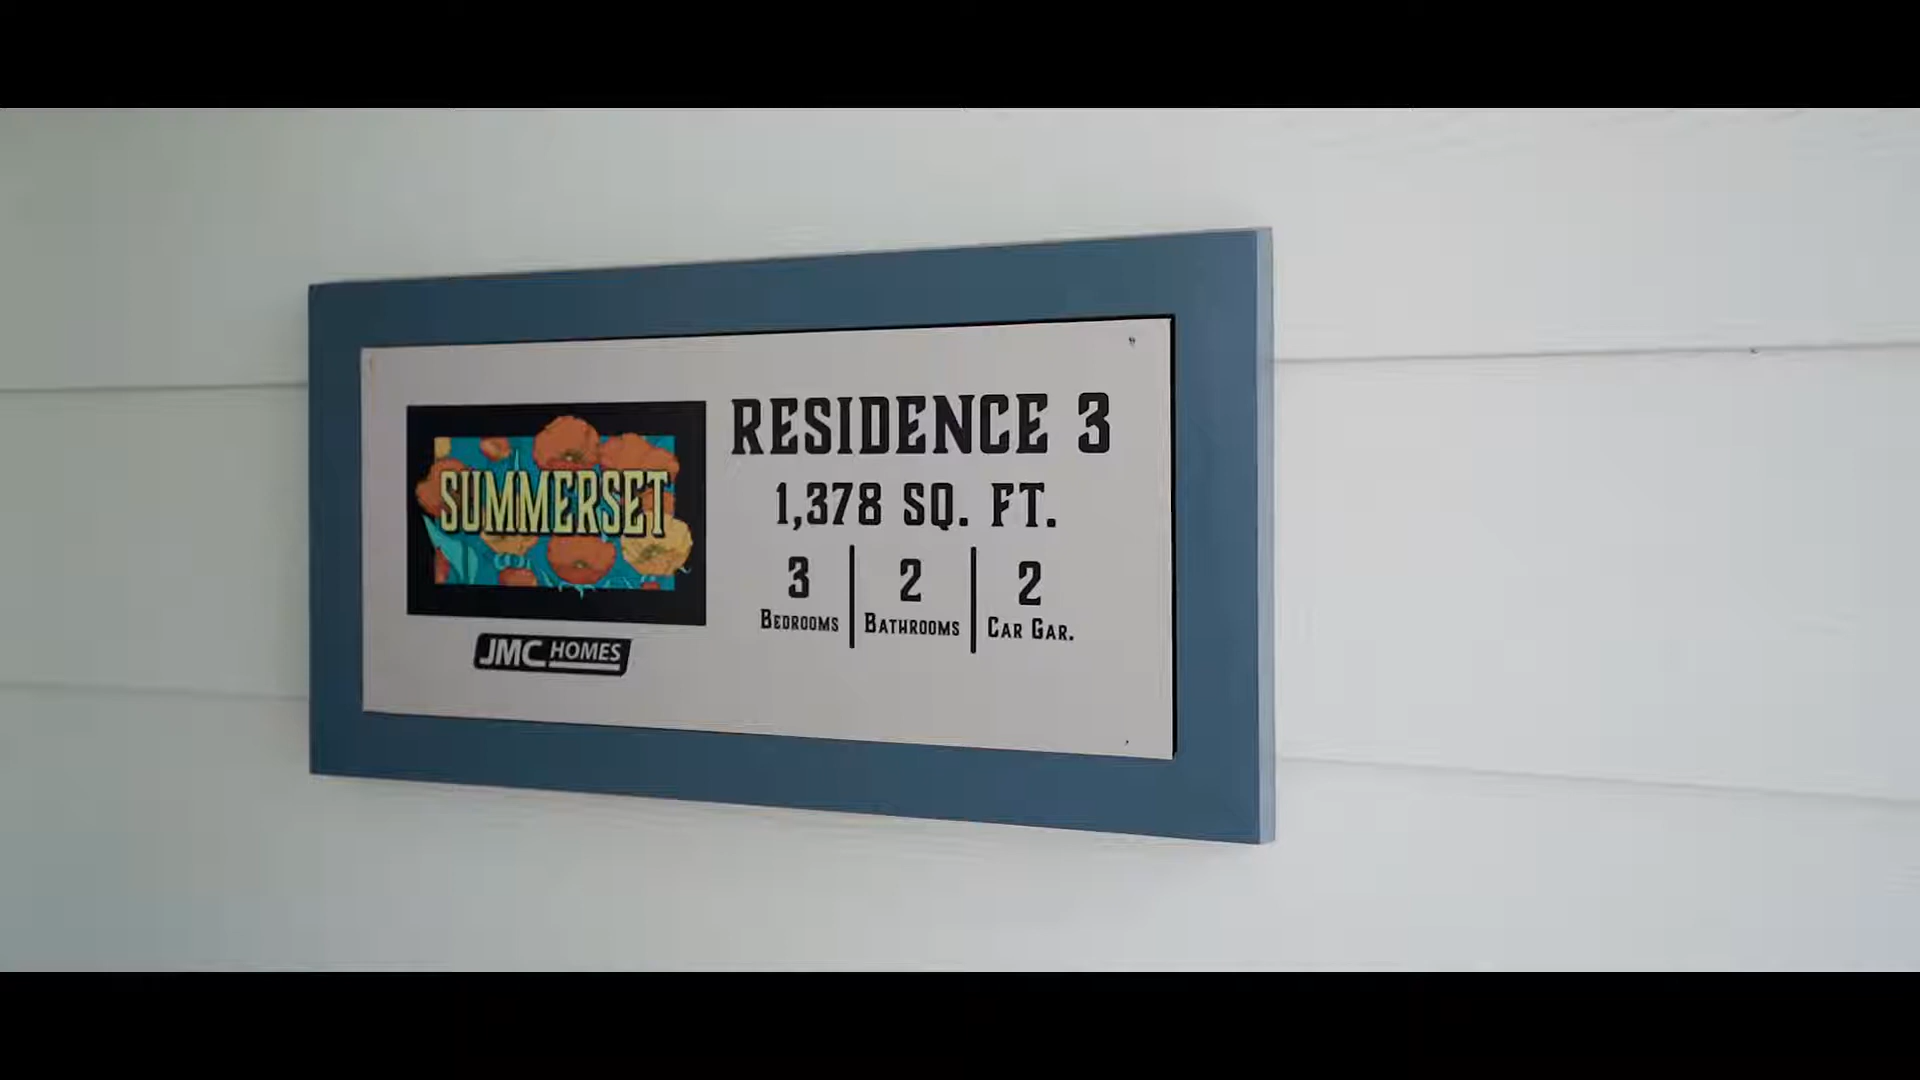 SUMMERSET
JMC HOMES
RESIDENCE 3
1,378 SQ. FT.
3 2 2
BEDROOMS BATHROOMS CAR GAR.